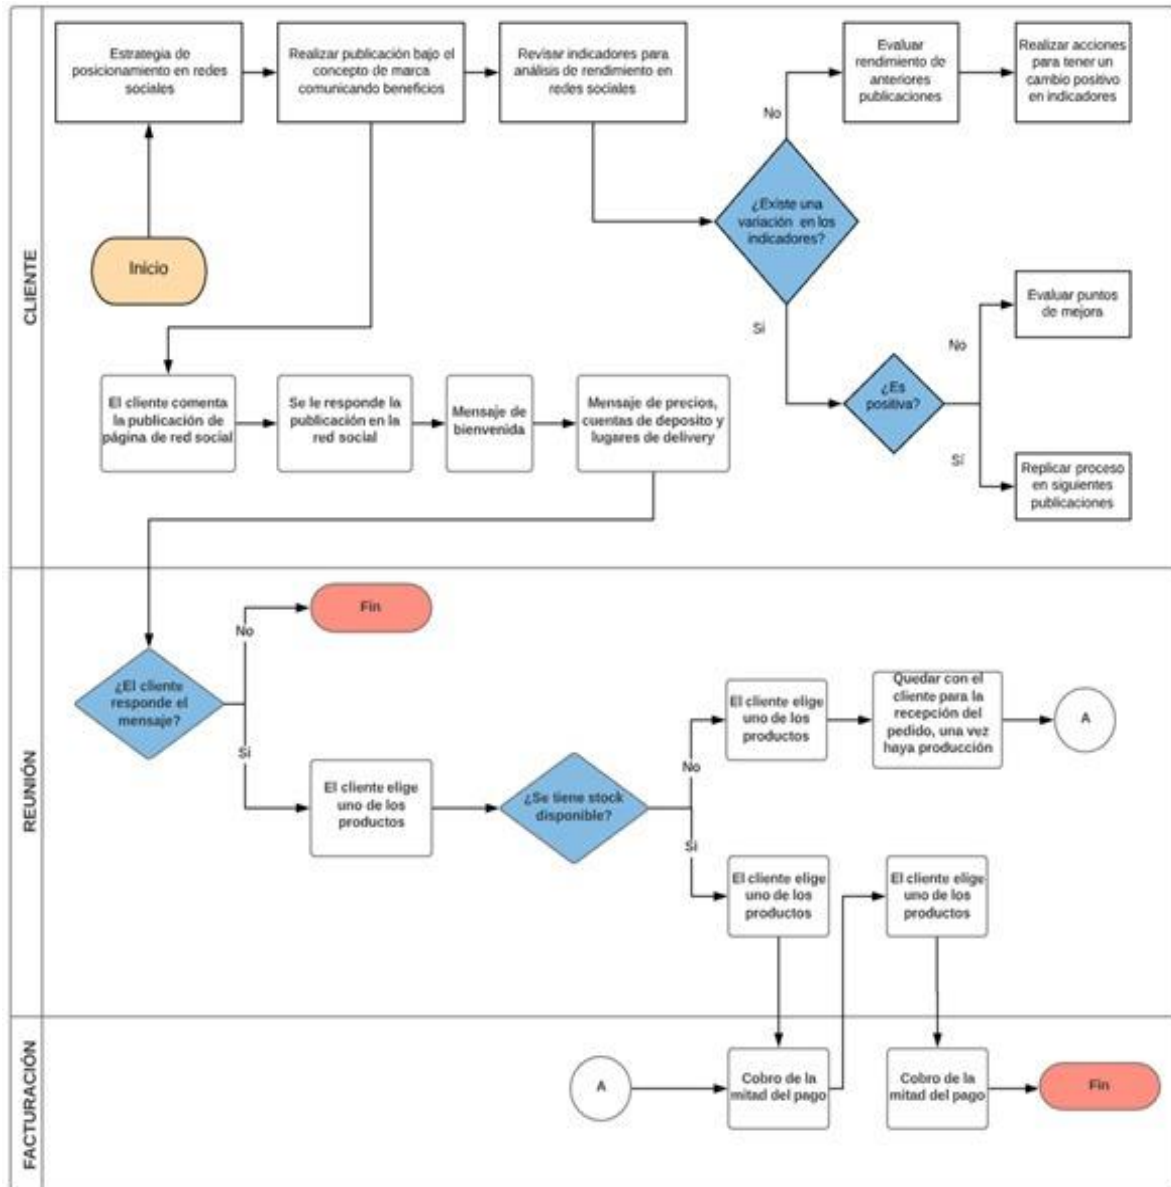 CLIENTE
Estrategia de
posicionamiento en redes
sociales
Realizar publicación bajo el
concepto de marca
comunicando beneficios
Revisar indicadores para
análisis de rendimiento en
redes sociales
Evaluar
rendimiento de
anteriores
publicaciones
Realizar acciones
para tener un
cambio positivo
en indicadores
No
¿Existe una
variación en los
indicadores?
Inicio
Sí
Evaluar puntos
de mejora
No
¿Es
positiva?
Sí
Replicar proceso
en siguientes
publicaciones
El cliente comenta
la publicación de
página de red social
Se le responde la
publicación en la
red social
Mensaje de
bienvenida
Mensaje de precios,
cuentas de deposito y
lugares de delivery
REUNIÓN
Fin
No
¿El cliente
responde el
mensaje?
Sí
El cliente elige
uno de los
productos
¿Se tiene stock
disponible?
No
El cliente elige
uno de los
productos
Quedar con el
cliente para la
recepción del
pedido, una vez
haya producción
A
Sí
El cliente elige
uno de los
productos
El cliente elige
uno de los
productos
FACTURACIÓN
A
Cobro de la
mitad del pago
Cobro de la
mitad del pago
Fin